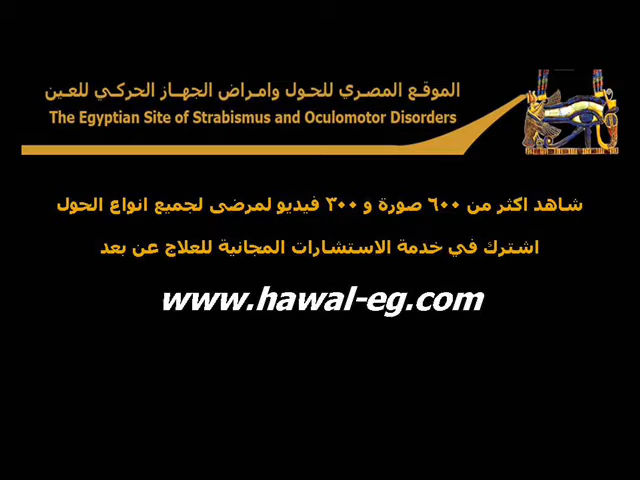 الموقع المصري للحول وامراض الجهاز الحركي للعين
The Egyptian Site of Strabismus and Oculomotor Disorders
شاهد اكثر من ٦٠٠ صورة و ٣٠٠ فيديو لمرضى لجميع انواع الحول
اشترك في خدمة الاستشارات المجانية للعلاج عن بعد
www.hawal-eg.com